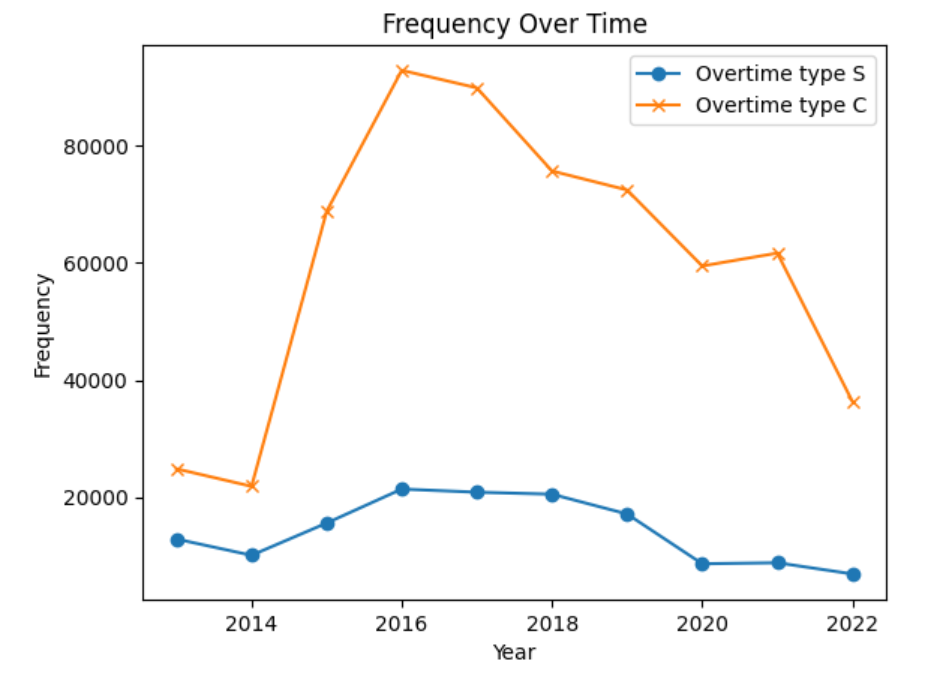 Frequency Over Time
Overtime type S
Overtime type C
Frequency
80000
60000
40000
20000
2014 2016 2018 2020 2022
Year